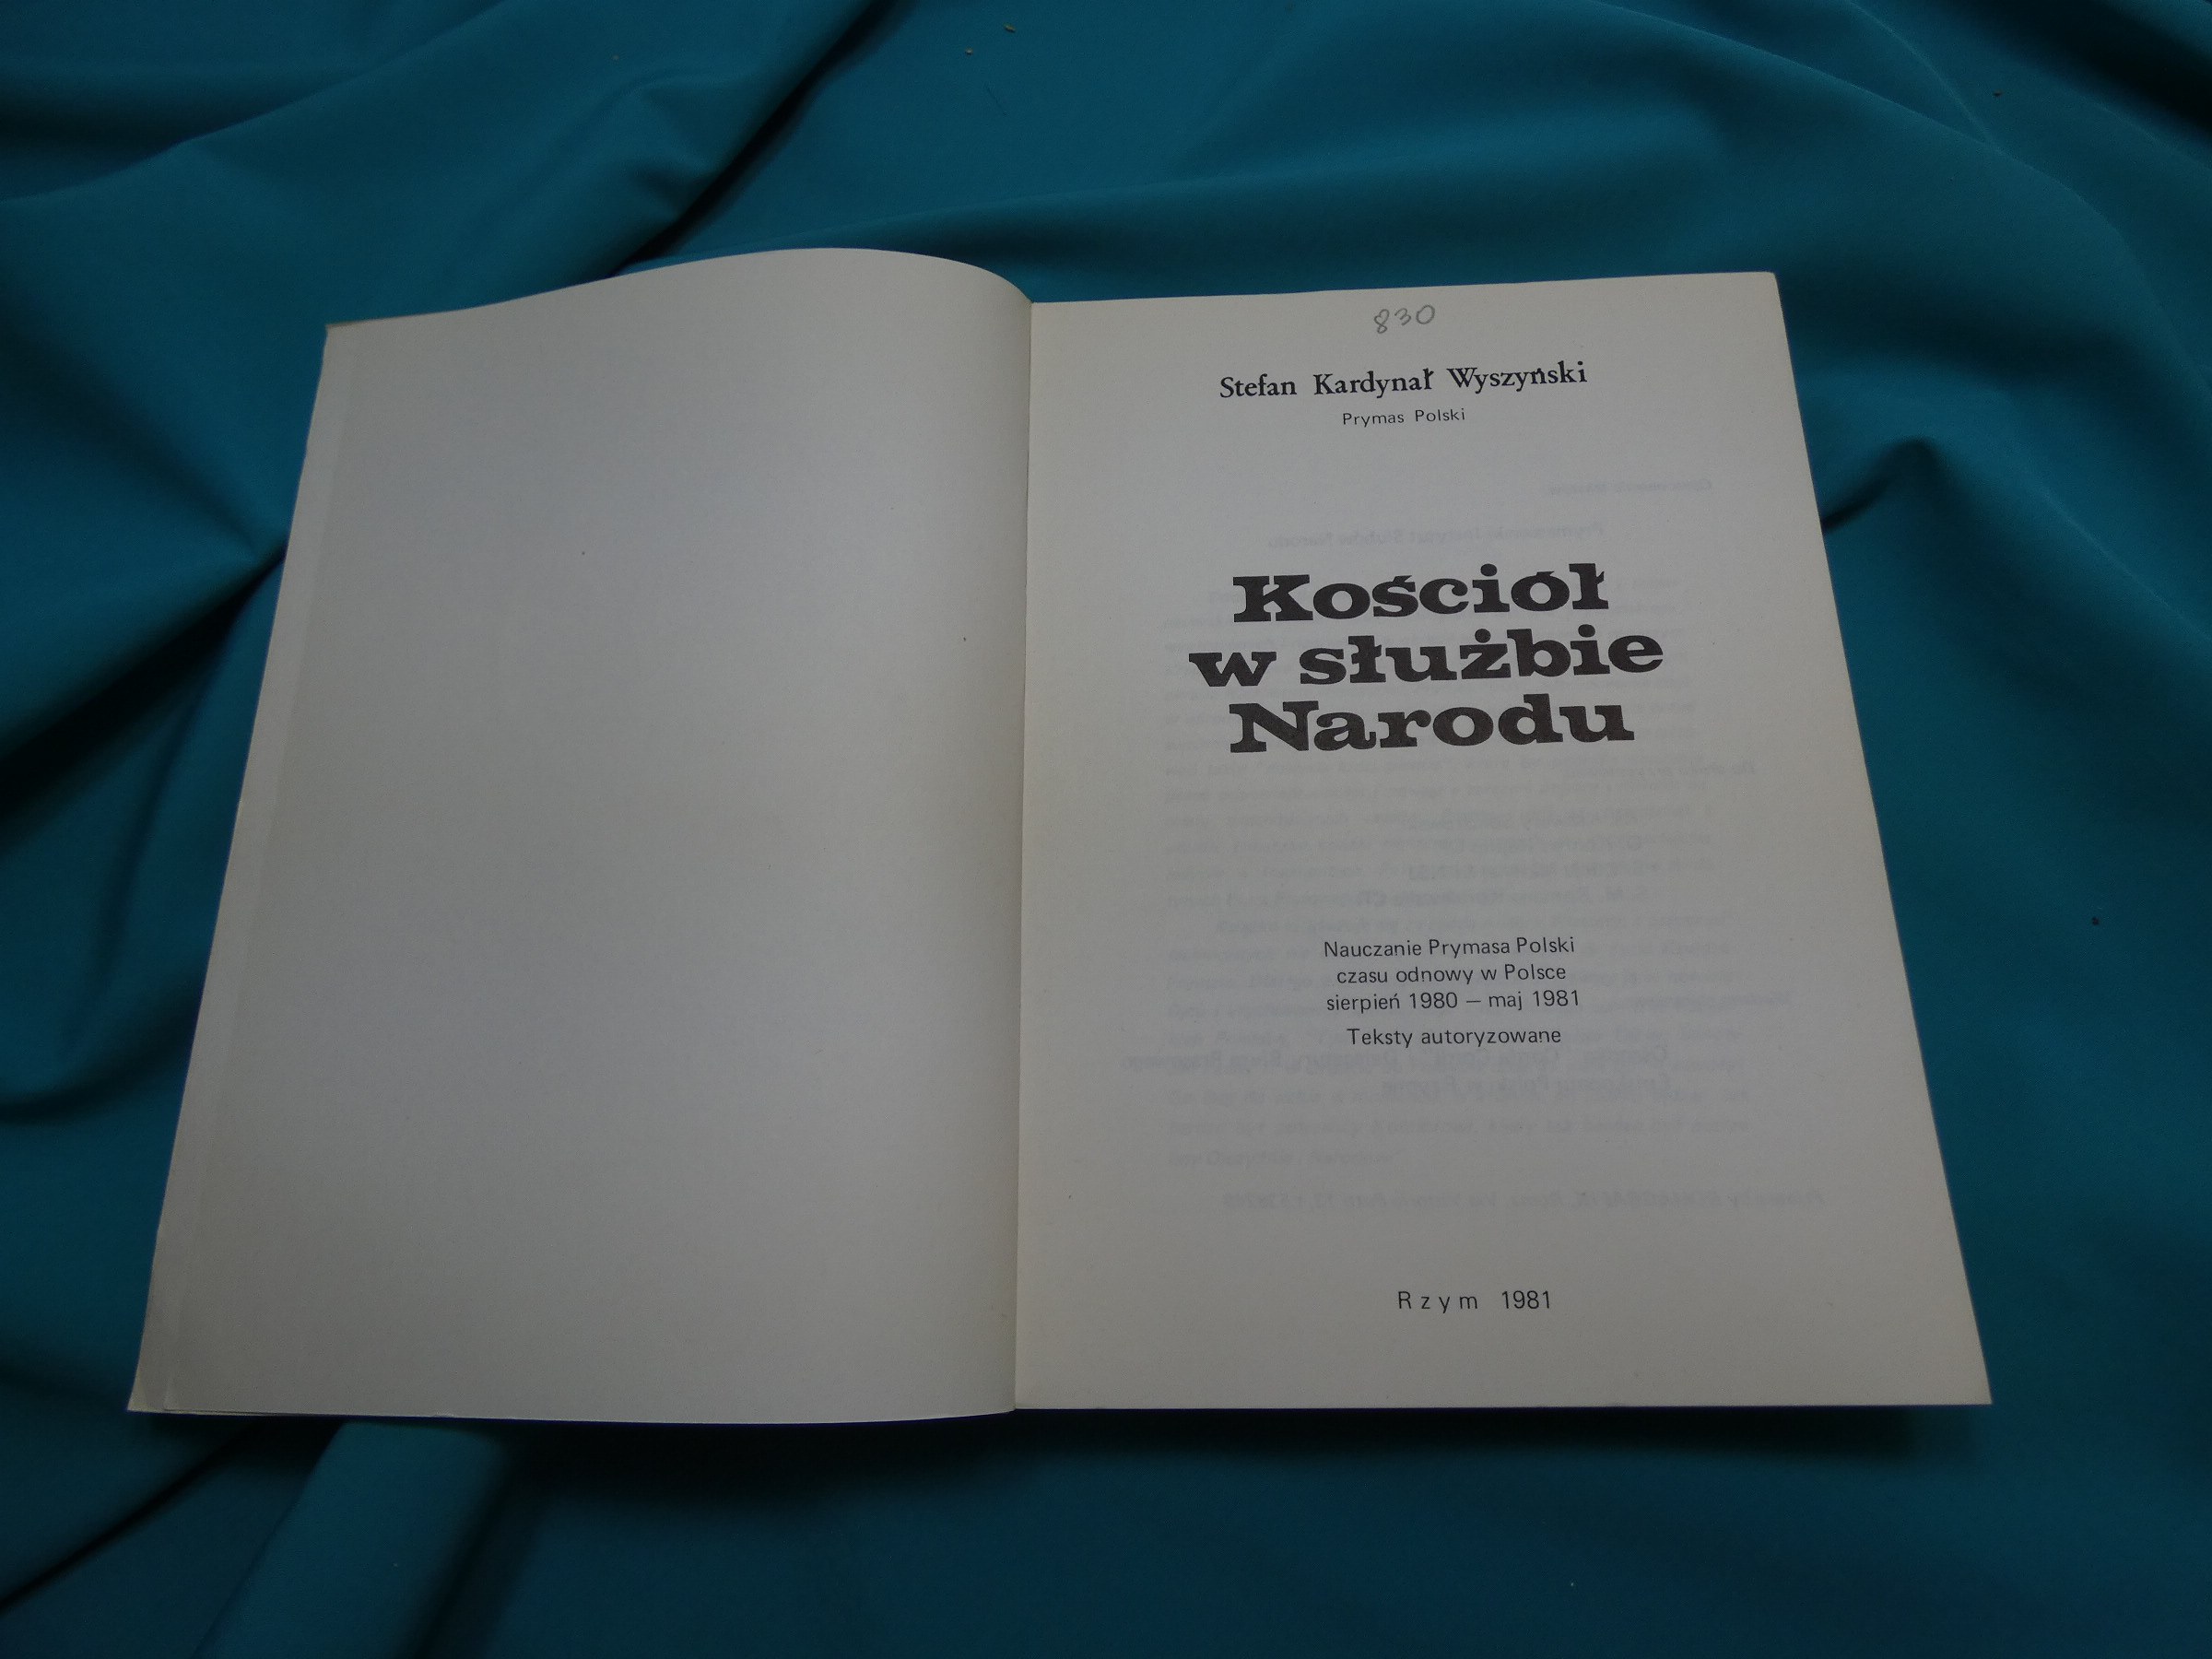 830
Stefan Kardynał Wyszyński
Prymas Polski
Kościół
w służbie
Narodu
Nauczanie Prymasa Polski
czasu odnowy w Polsce
sierpień 1980 — maj 1981
Teksty autoryzowane
Rzym 1981